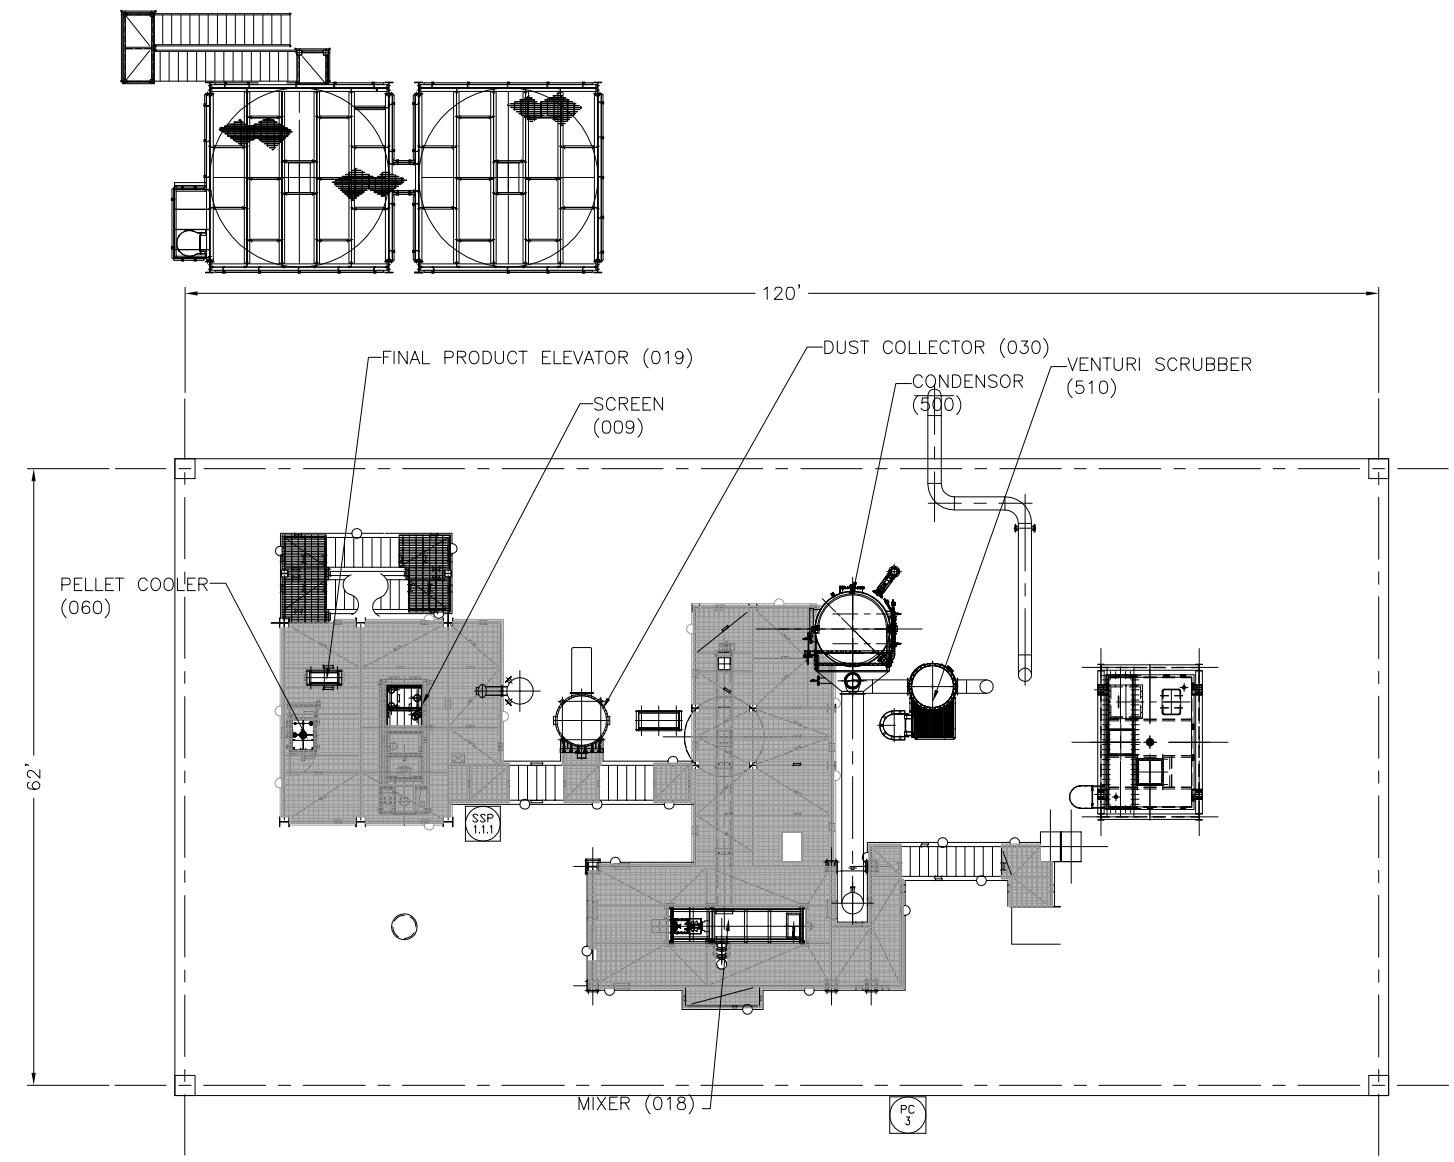 120'
DUST COLLECTOR (030)
FINAL PRODUCT ELEVATOR (019)
VENTURI SCRUBBER
(510)
CONDENSOR
(500)
SCREEN
(009)
PELLET COOLER
(060)
62'
SSP
1.1.1
MIXER (018)
PC
3